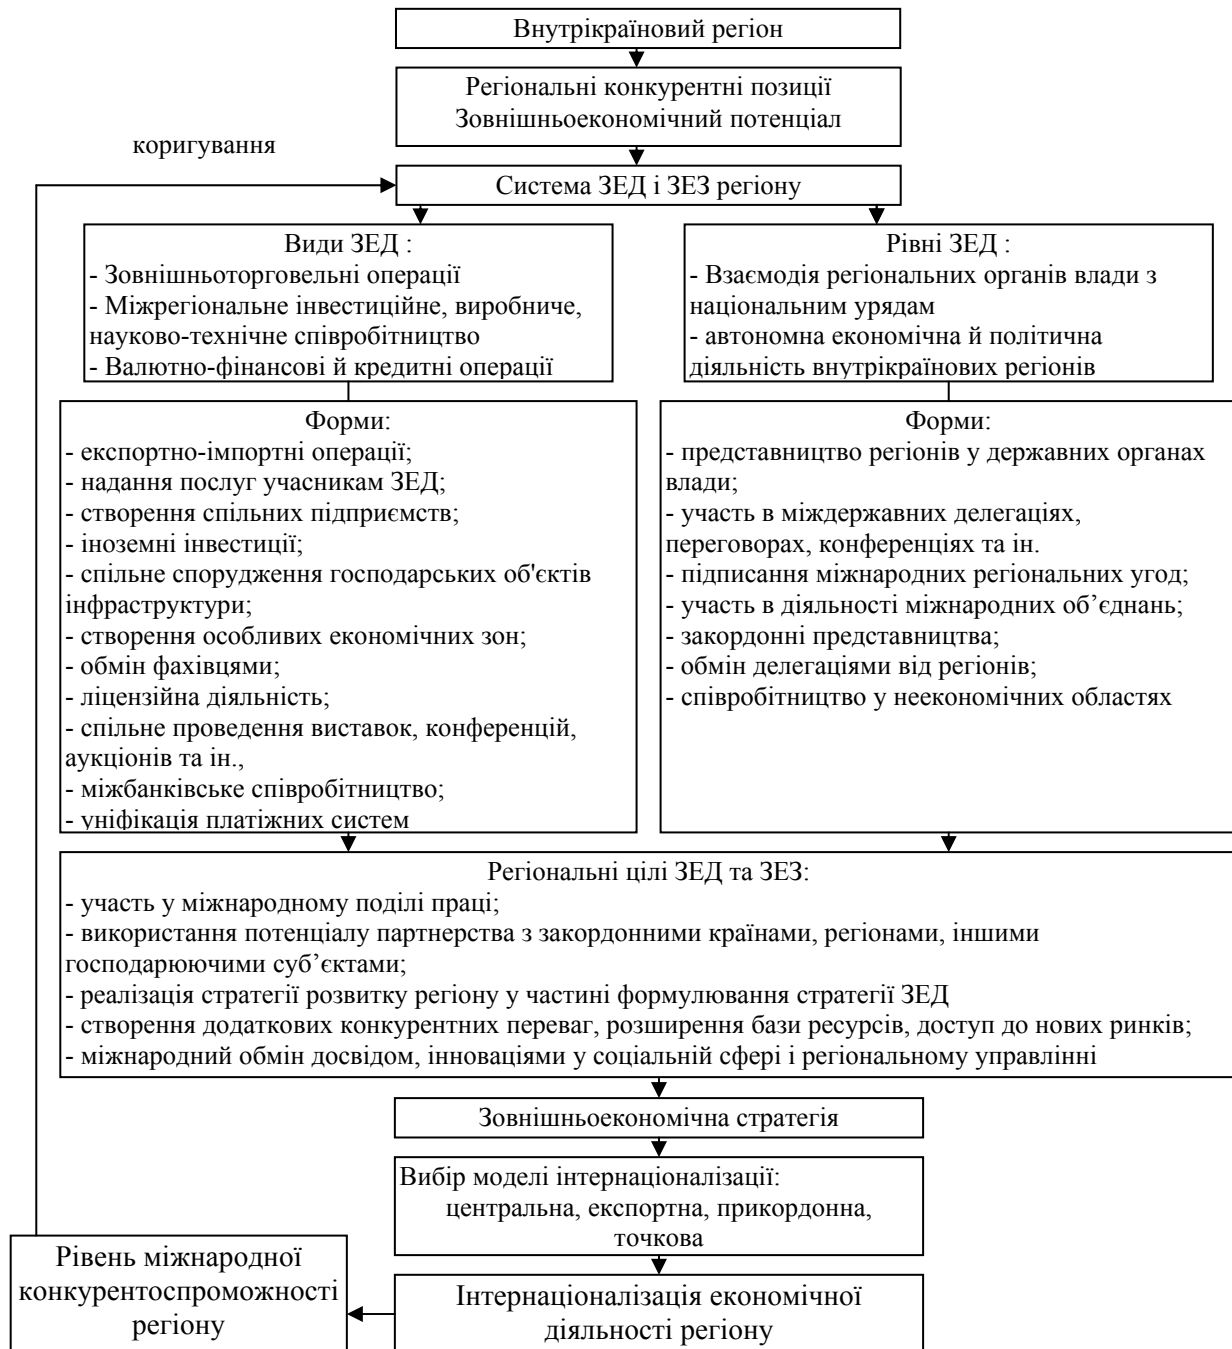 Внутрікраїновий регіон
Регіональні конкурентні позиції
Зовнішньоекономічний потенціал
коригування
Система ЗЕД і ЗЕЗ регіону
Види ЗЕД :
- Зовнішньоторговельні операції
- Міжрегіональне інвестиційне, виробниче,
науково-технічне співробітництво
- Валютно-фінансові й кредитні операції
Рівні ЗЕД :
- Взаємодія регіональних органів влади з
національним урядам
- автономна економічна й політична
діяльність внутрікраїнових регіонів
Форми:
- експортно-імпортні операції;
- надання послуг учасникам ЗЕД;
- створення спільних підприємств;
- іноземні інвестиції;
- спільне спорудження господарських об'єктів
інфраструктури;
- створення особливих економічних зон;
- обмін фахівцями;
- ліцензійна діяльність;
- спільне проведення виставок, конференцій,
аукціонів та ін.,
- міжбанківське співробітництво;
- уніфікація платіжних систем
Форми:
- представництво регіонів у державних органах
влади;
- участь в міждержавних делегаціях,
переговорах, конференціях та ін.
- підписання міжнародних регіональних угод;
- участь в діяльності міжнародних об’єднань;
- закордонні представництва;
- обмін делегаціями від регіонів;
- співробітництво у неекономічних областях
Регіональні цілі ЗЕД та ЗЕЗ:
- участь у міжнародному поділі праці;
- використання потенціалу партнерства з закордонними країнами, регіонами, іншими
господарюючими суб’єктами;
- реалізація стратегії розвитку регіону у частині формулювання стратегії ЗЕД
- створення додаткових конкурентних переваг, розширення бази ресурсів, доступ до нових ринків;
- міжнародний обмін досвідом, інноваціями у соціальній сфері і регіональному управлінні
Зовнішньоекономічна стратегія
Вибір моделі інтернаціоналізації:
центральна, експортна, прикордонна,
точкова
Рівень міжнародної
конкурентоспроможності
регіону
Інтернаціоналізація економічної
діяльності регіону